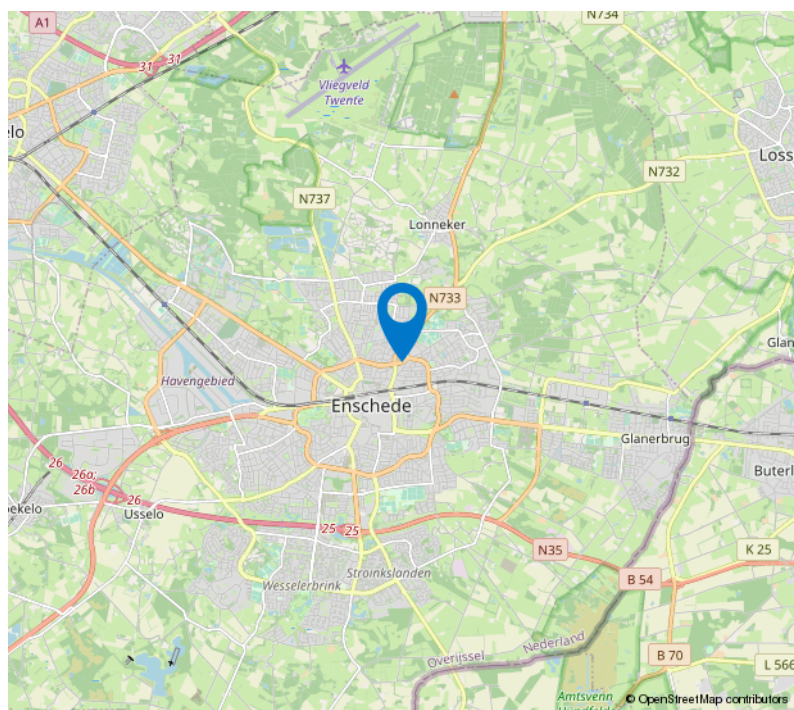 N734
A1
31
31
Vliegveld
Twente
elo
Loss
N732
N737
Lonneker
N733
Glan
Havengebied
Enschede
Glanerbrug
26
26a;
26b
26
Buterl
oekelo
Usselo
25
25
N35
K 25
Stroinkslanden
B 54
Wesselerbrink
Nederland
Overijssel
B 70
L 566
Amtsvenn
© OpenStreetMap contributors